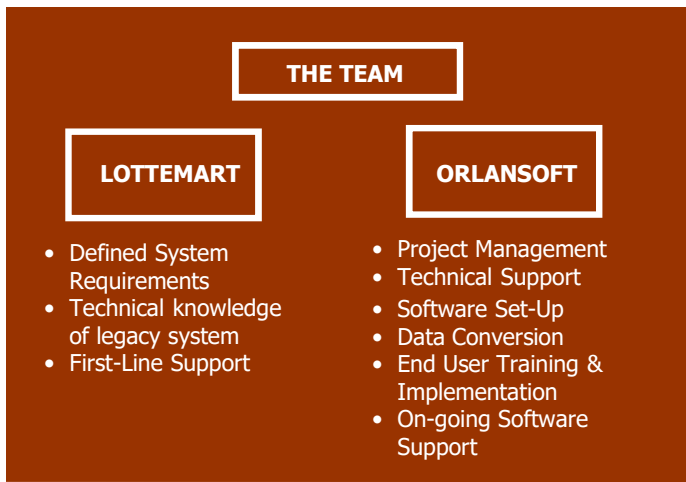 THE TEAM
LOTTEMART
• Defined System
Requirements
• Technical knowledge
of legacy system
• First-Line Support
ORLANSOFT
• Project Management
• Technical Support
• Software Set-Up
• Data Conversion
• End User Training &
Implementation
• On-going Software
Support